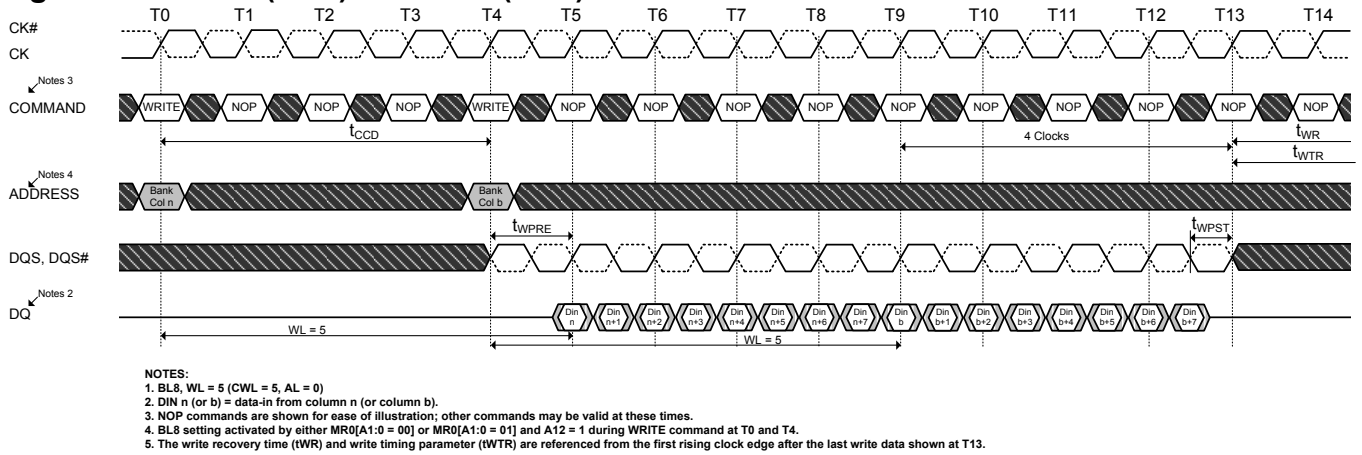 T0 T1 T2 T3 T4 T5 T6 T7 T8 T9 T10 T11 T12 T13 T14
CK#
CK
Notes 3
COMMAND
WRITE NOP NOP NOP WRITE NOP NOP NOP NOP NOP NOP NOP NOP NOP NOP
tCCD
4 Clocks
tWR
tWTR
Notes 4
ADDRESS
Bank
Col n
Bank
Col b
tWPRE
tWPST
DQS, DQS#
Notes 2
DQ
Din n Din n+1 Din n+2 Din n+3 Din n+4 Din n+5 Din n+6 Din n+7 Din b Din b+1 Din b+2 Din b+3 Din b+4 Din b+5 Din b+6 Din b+7
WL = 5
WL = 5
NOTES:
1. BL8, WL = 5 (CWL = 5, AL = 0)
2. DIN n (or b) = data-in from column n (or column b).
3. NOP commands are shown for ease of illustration; other commands may be valid at these times.
4. BL8 setting activated by either MR0[A1:0 = 00] or MR0[A1:0 = 01] and A12 = 1 during WRITE command at T0 and T4.
5. The write recovery time (tWR) and write timing parameter (tWTR) are referenced from the first rising clock edge after the last write data shown at T13.